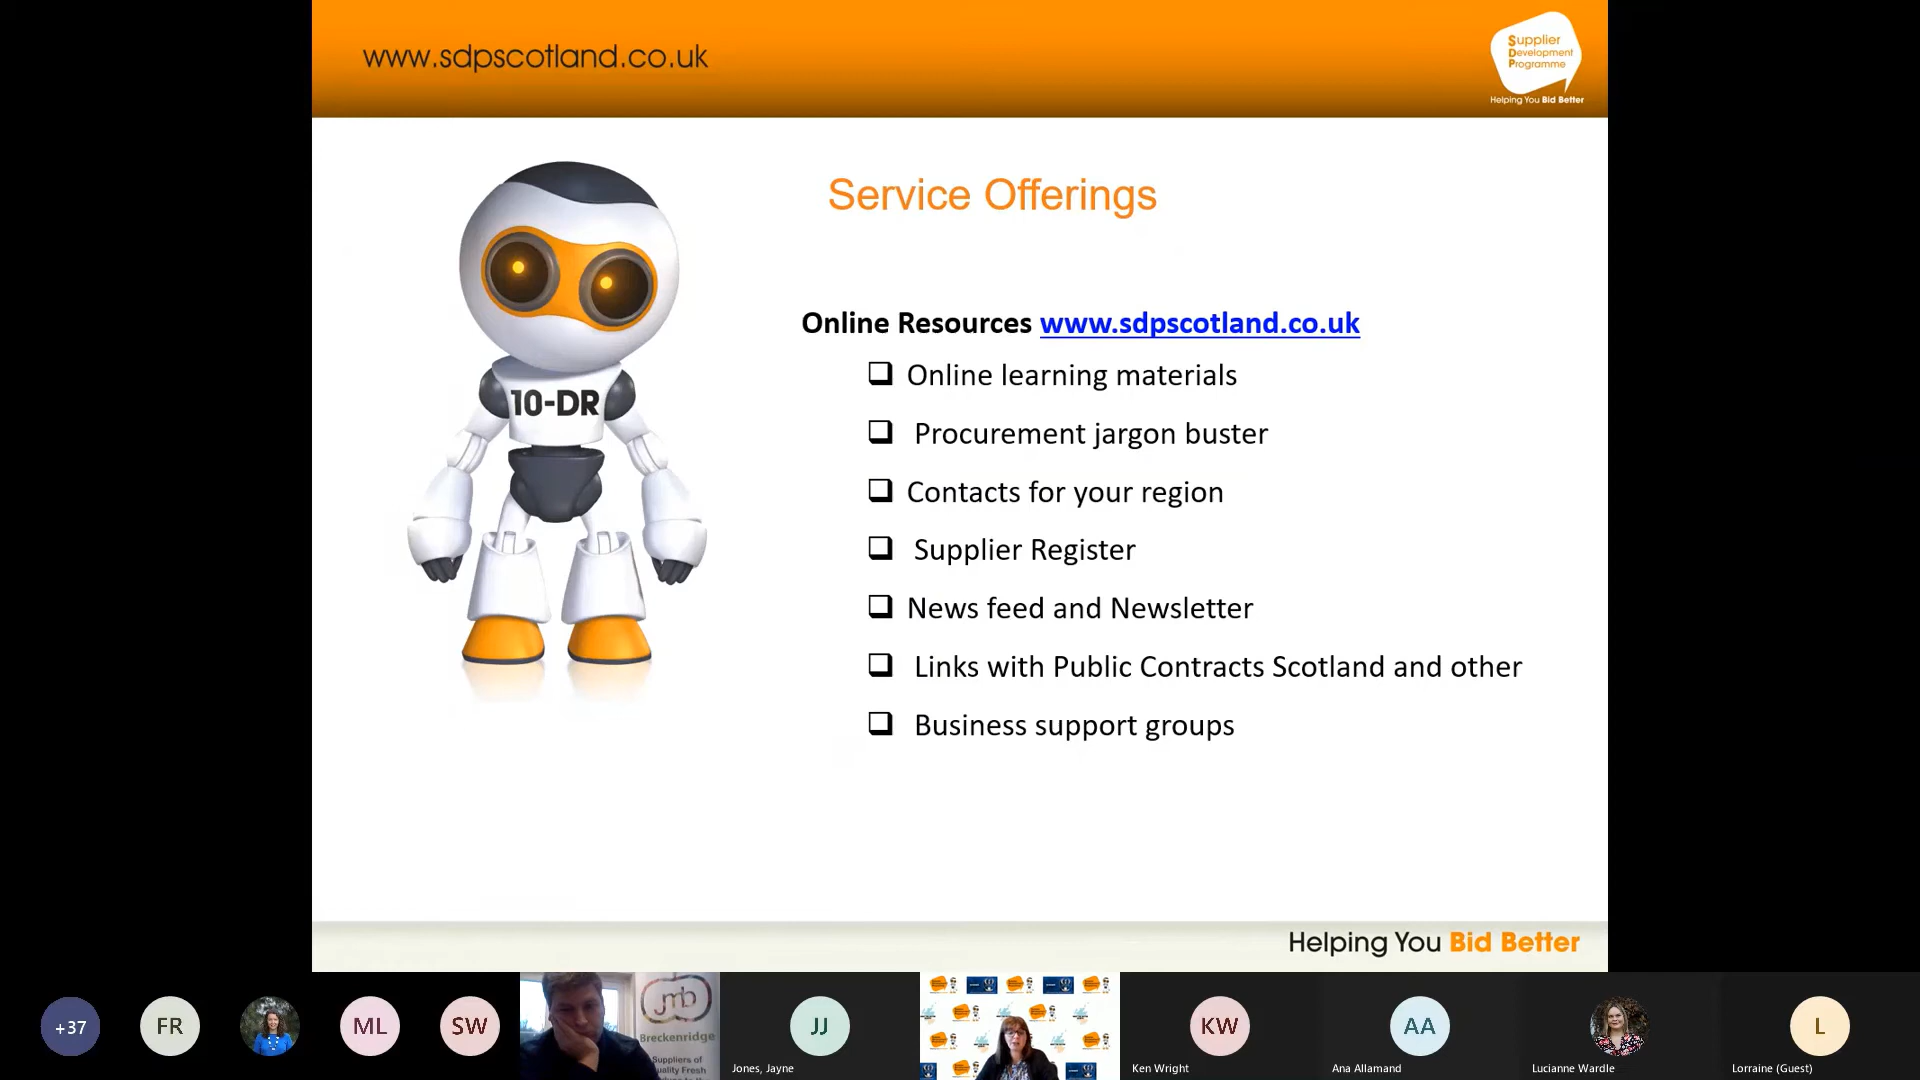 www.sdpscotland.co.uk
Supplier
Development
Programme
Helping You Bid Better
Service Offerings
10-DR
Online Resources www.sdpscotland.co.uk
Online learning materials
Procurement jargon buster
Contacts for your region
Supplier Register
News feed and Newsletter
Links with Public Contracts Scotland and other
Business support groups
Helping You Bid Better
+37
FR
ML
SW
jmb
Breckenridge
Suppliers of
JJ
Jones, Jayne
KW
Ken Wright
AA
Ana Allamand
Lucianne Wardle
L
Lorraine (Guest)